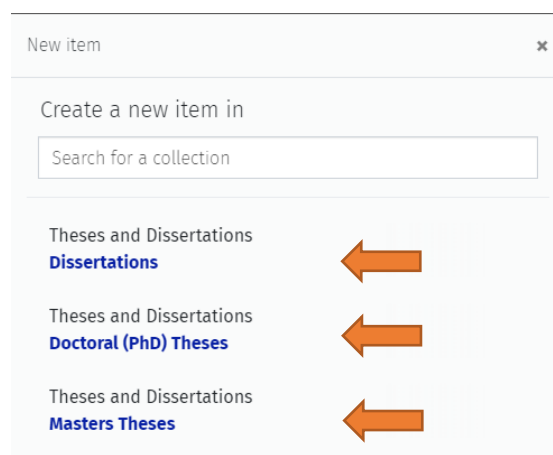 New item ×
Create a new item in
Search for a collection
Theses and Dissertations
Dissertations
Theses and Dissertations
Doctoral (PhD) Theses
Theses and Dissertations
Masters Theses